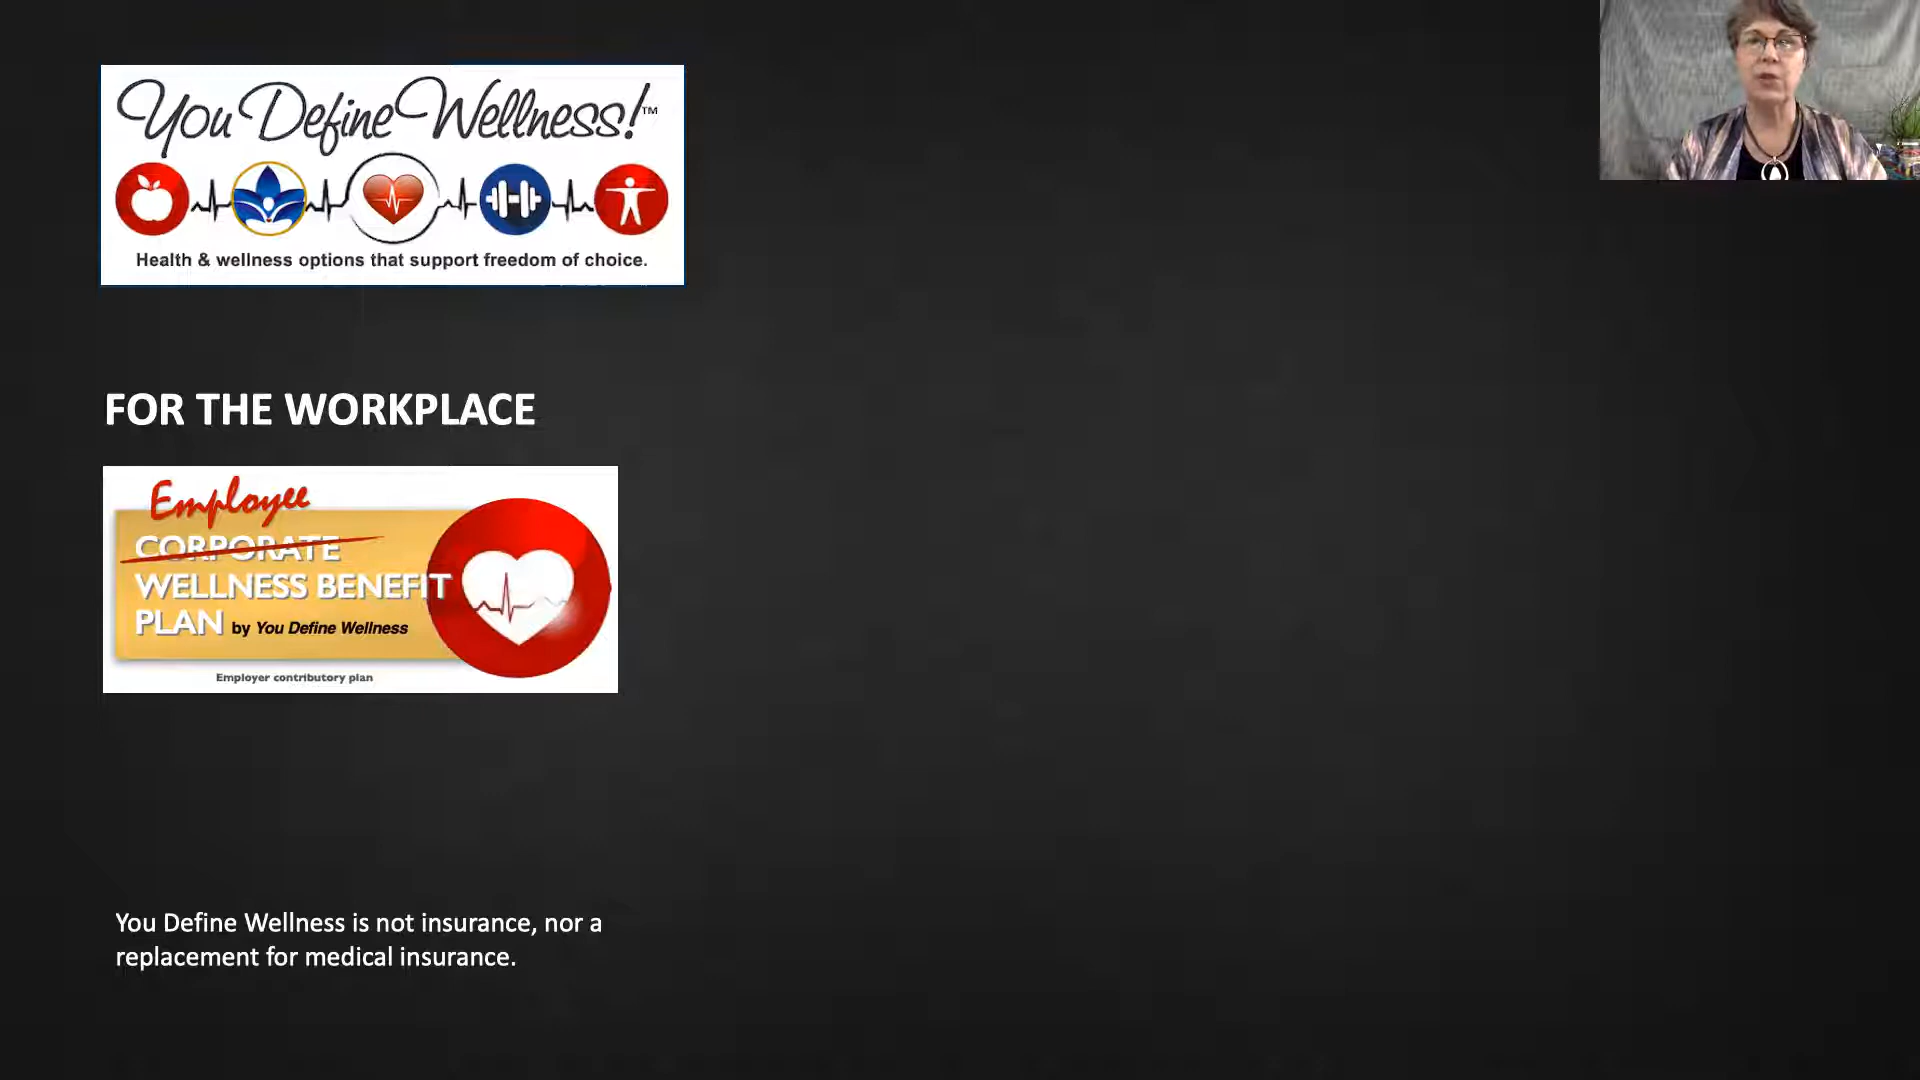 You Define Wellness!™
Health & wellness options that support freedom of choice.
FOR THE WORKPLACE
Employee
CORPORATE
WELLNESS BENEFIT
PLAN by You Define Wellness
Employer contributory plan
You Define Wellness is not insurance, nor a
replacement for medical insurance.